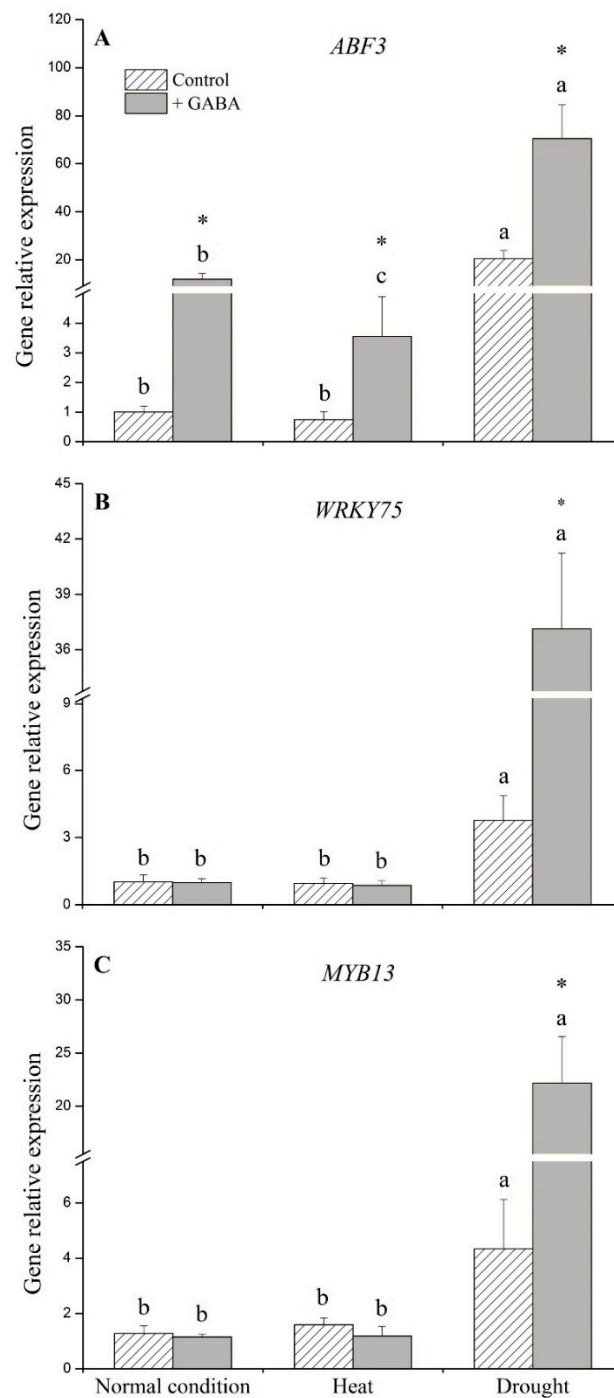 A
ABF3
Control
+ GABA
Gene relative expression
120
100
80
60
40
20
4
3
2
1
0
*
b
b
*
c
b
*
a
a
B
WRKY75
Gene relative expression
45
42
39
36
9
6
3
0
b
b
b
b
*
a
a
C
MYB13
Gene relative expression
35
30
25
20
6
4
2
0
b
b
b
b
*
a
a
Normal condition
Heat
Drought